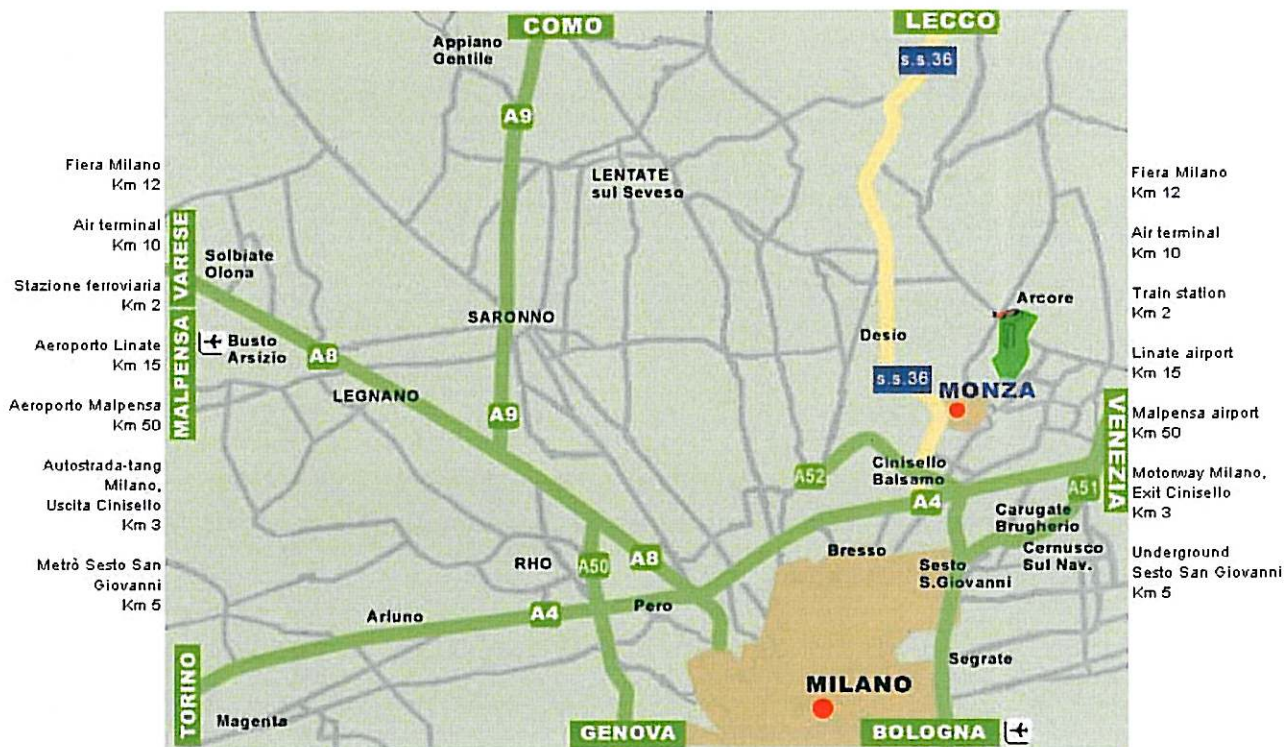 COMO
LECCO
Appiano
Gentile
s.s.36
A9
Fiera Milano
Km 12
Air terminal
Km 10
Stazione ferroviaria
Km 2
Aeroporto Linate
Km 15
Aeroporto Malpensa
Km 50
Autostrada-tang
Milano,
Uscita Cinisello
Km 3
Metrò Sesto San
Giovanni
Km 5
LENTATE
sul Seveso
VARESE
MALPENSA
Solbiate
Olona
Busto
Arsizio
A8
SARONNO
LEGNANO
Arcore
Desio
s.s.36
MONZA
A9
VENEZIA
A52
Cinisello
Balsamo
A4
A51
Carugate
Brugherio
Bresso
Cernusco
Sul Nav.
Sesto
S.Giovanni
RHO
A50
A8
Pero
A4
Ariuno
TORINO
Magenta
Segrate
MILANO
GENOVA
BOLOGNA
Fiera Milano
Km 12
Air terminal
Km 10
Train station
Km 2
Linate airport
Km 15
Malpensa airport
Km 50
Motorway Milano,
Exit Cinisello
Km 3
Underground
Sesto San Giovanni
Km 5